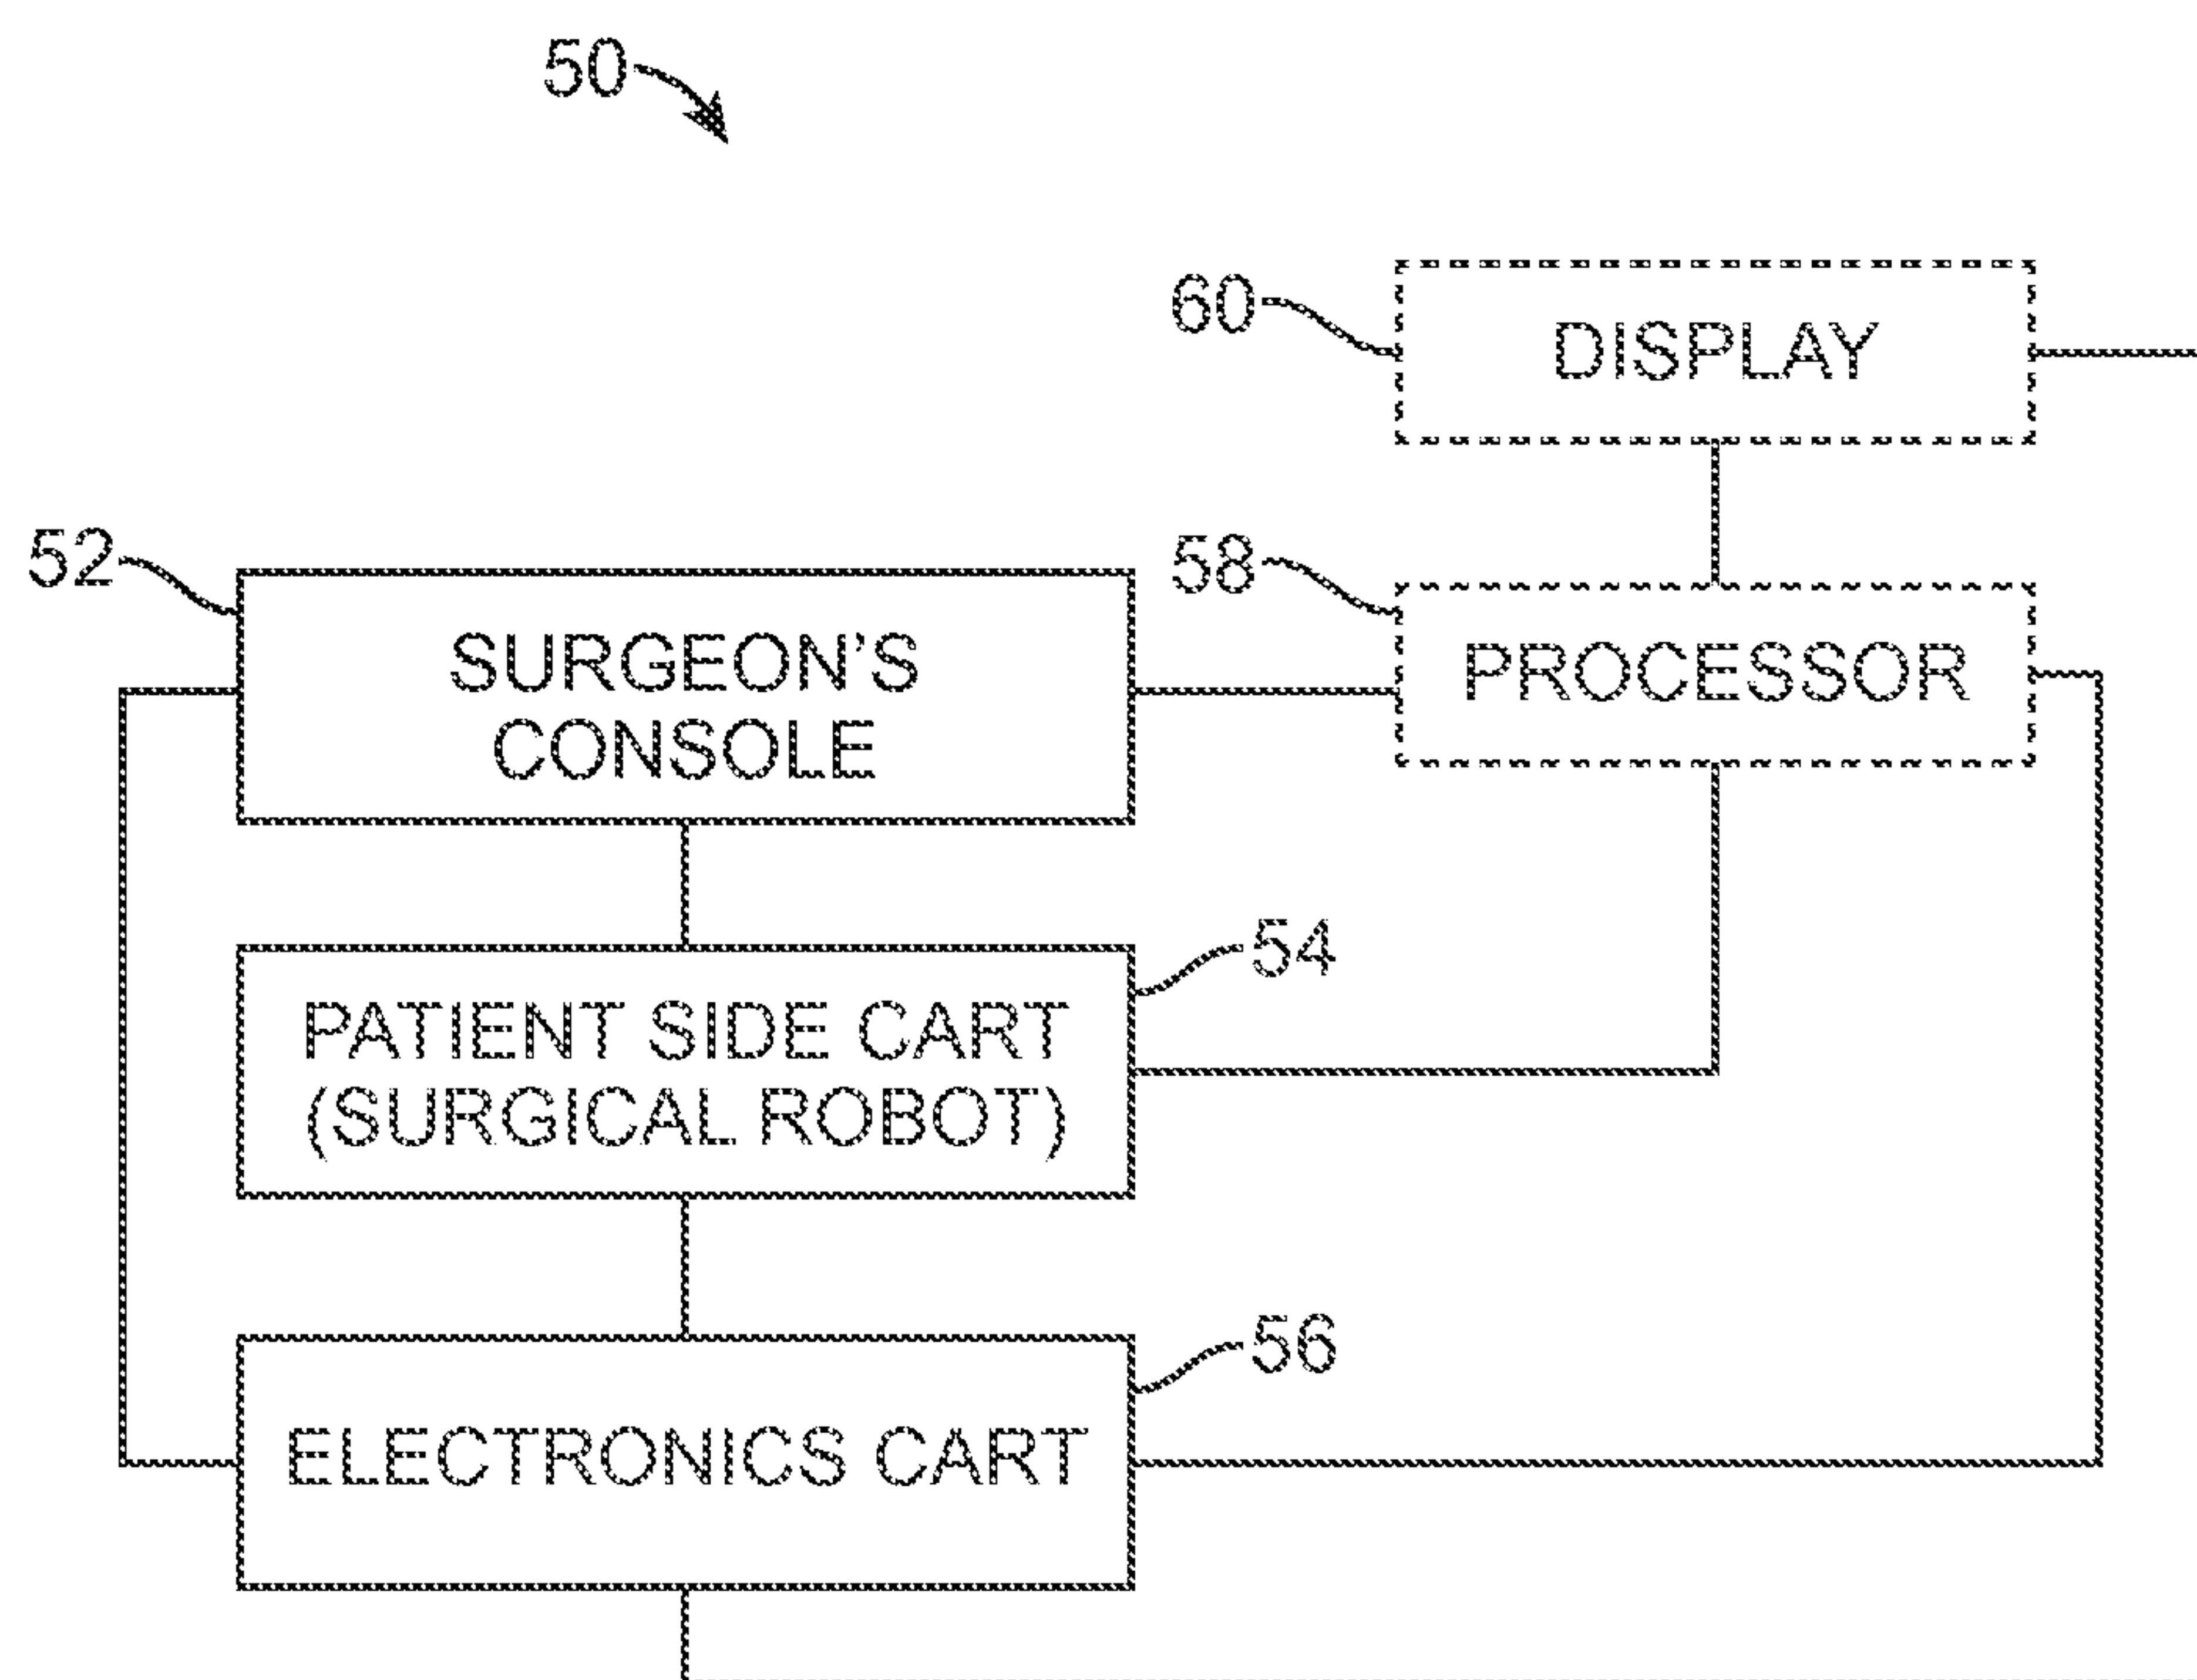 50
60
DISPLAY
52
58
SURGEON'S
CONSOLE
PROCESSOR
54
PATIENT SIDE CART
(SURGICAL ROBOT)
56
ELECTRONICS CART